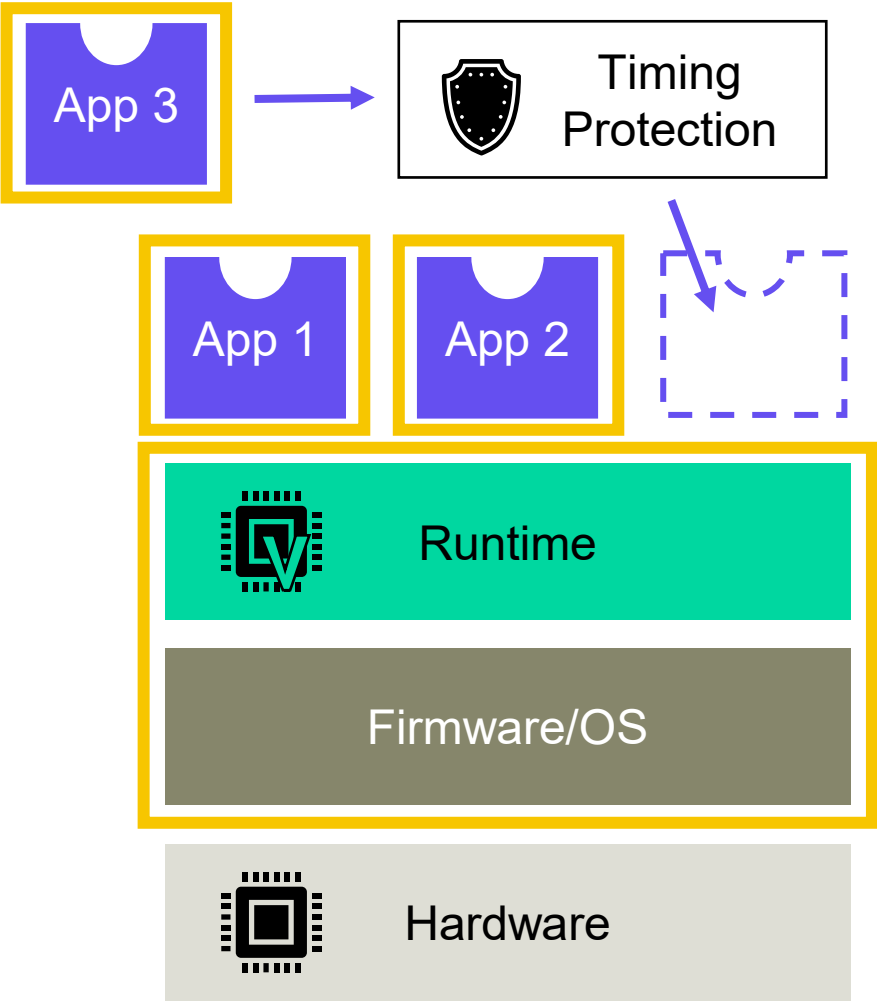 App 3
Timing
Protection
App 1
App 2
V
Runtime
Firmware/OS
Hardware